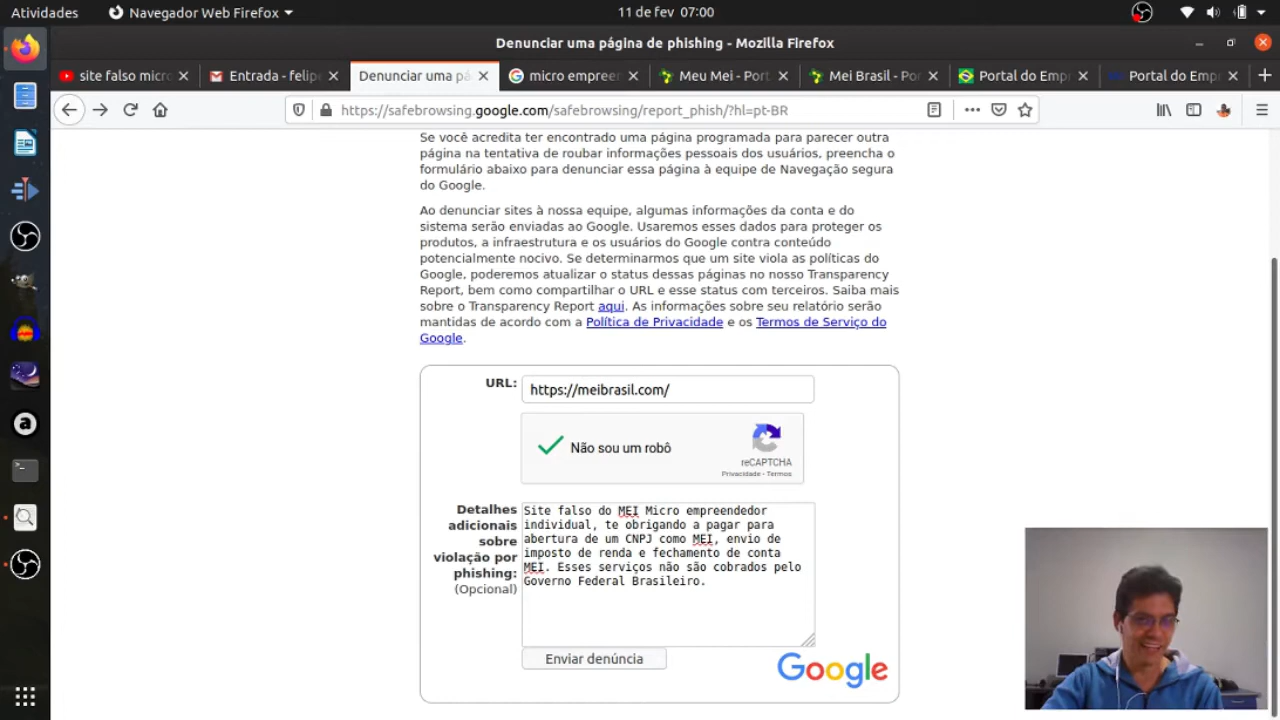 Atividades
Navegador Web Firefox
11 de fev 07:00
Denunciar uma página de phishing - Mozilla Firefox
site falso micro
Entrada - felip
Denunciar uma pá
micro empreen
Meu Mei - Port
Mei Brasil - Por
Portal do Emp
Portal do Emp
https://safebrowsing.google.com/safebrowsing/report_phish/?hl=pt-BR
Se você acredita ter encontrado uma página programada para parecer outra
página na tentativa de roubar informações pessoais dos usuários, preencha o
formulário abaixo para denunciar essa página à equipe de Navegação segura
do Google.
Ao denunciar sites à nossa equipe, algumas informações da conta e do
sistema serão enviadas ao Google. Usaremos esses dados para proteger os
produtos, a infraestrutura e os usuários do Google contra conteúdo
potencialmente nocivo. Se determinarmos que um site viola as políticas do
Google, poderemos atualizar o status dessas páginas no nosso Transparency
Report, bem como compartilhar o URL e esse status com terceiros. Saiba mais
sobre o Transparency Report aqui. As informações sobre seu relatório serão
mantidas de acordo com a Política de Privacidade e os Termos de Serviço do
Google.
URL:
https://meibrasil.com/
Não sou um robô
reCAPTCHA
Privacidade - Termos
Detalhes
adicionais
sobre
violação por
phishing:
(Opcional)
Site falso do MEI Micro empreendedor
individual, te obrigando a pagar para
abertura de um CNPJ como MEI, envio de
imposto de renda e fechamento de conta
MEI. Esses serviços não são cobrados pelo
Governo Federal Brasileiro.
Enviar denúncia
Google